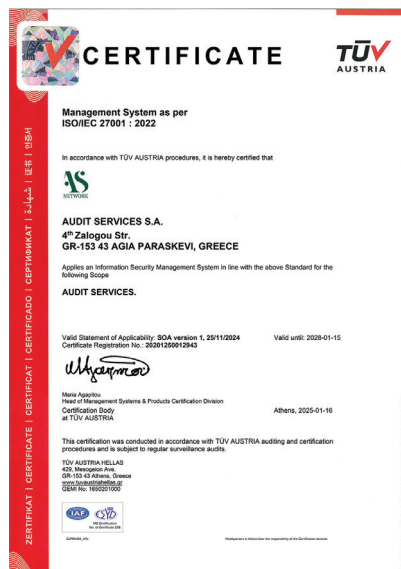 CERTIFICATE
TÜV
AUSTRIA
Management System as per
ISO/IEC 27001 : 2022
In accordance with TÜV AUSTRIA procedures, it is hereby certified that
AS
NETWORK
AUDIT SERVICES S.A.
4th Zalogou Str.
GR-153 43 AGIA PARASKEVI, GREECE
Applies an Information Security Management System in line with the above Standard for the
following Scope
AUDIT SERVICES.
Valid Statement of Applicability: SOA version 1, 25/11/2024
Valid until: 2028-01-15
Certificate Registration No.: 20201250012943
Maria Agapitou
Head of Management Systems & Products Certification Division
Certification Body
at TÜV AUSTRIA
Athens, 2025-01-16
This certification was conducted in accordance with TÜV AUSTRIA auditing and certification
procedures and is subject to regular surveillance audits.
TÜV AUSTRIA HELLAS
429, Mesogeion Ave.
GR-153 43 Athens, Greece
www.tuvaustriahellas.gr
GEMI No: 1650201000
IAF
ZERTIFIKAT | CERTIFICATE | CERTIFICAT | CERTIFICADO | СЕРТИФИКАТ | شهادة | 证书 | 인증서